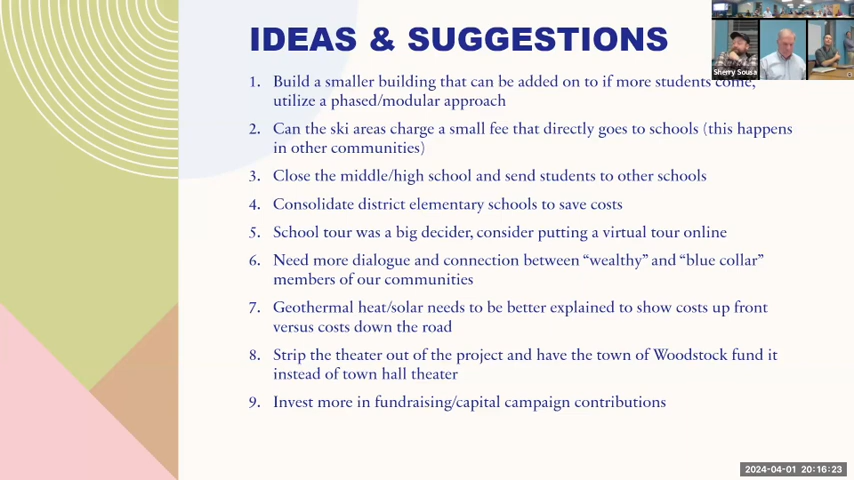 IDEAS & SUGGESTIONS
1. Build a smaller building that can be added on to if more students come,
utilize a phased/modular approach
2. Can the ski areas charge a small fee that directly goes to schools (this happens
in other communities)
3. Close the middle/high school and send students to other schools
4. Consolidate district elementary schools to save costs
5. School tour was a big decider, consider putting a virtual tour online
6. Need more dialogue and connection between “wealthy” and “blue collar”
members of our communities
7. Geothermal heat/solar needs to be better explained to show costs up front
versus costs down the road
8. Strip the theater out of the project and have the town of Woodstock fund it
instead of town hall theater
9. Invest more in fundraising/capital campaign contributions
Sherry Sousa
2024-04-01 20:16:23